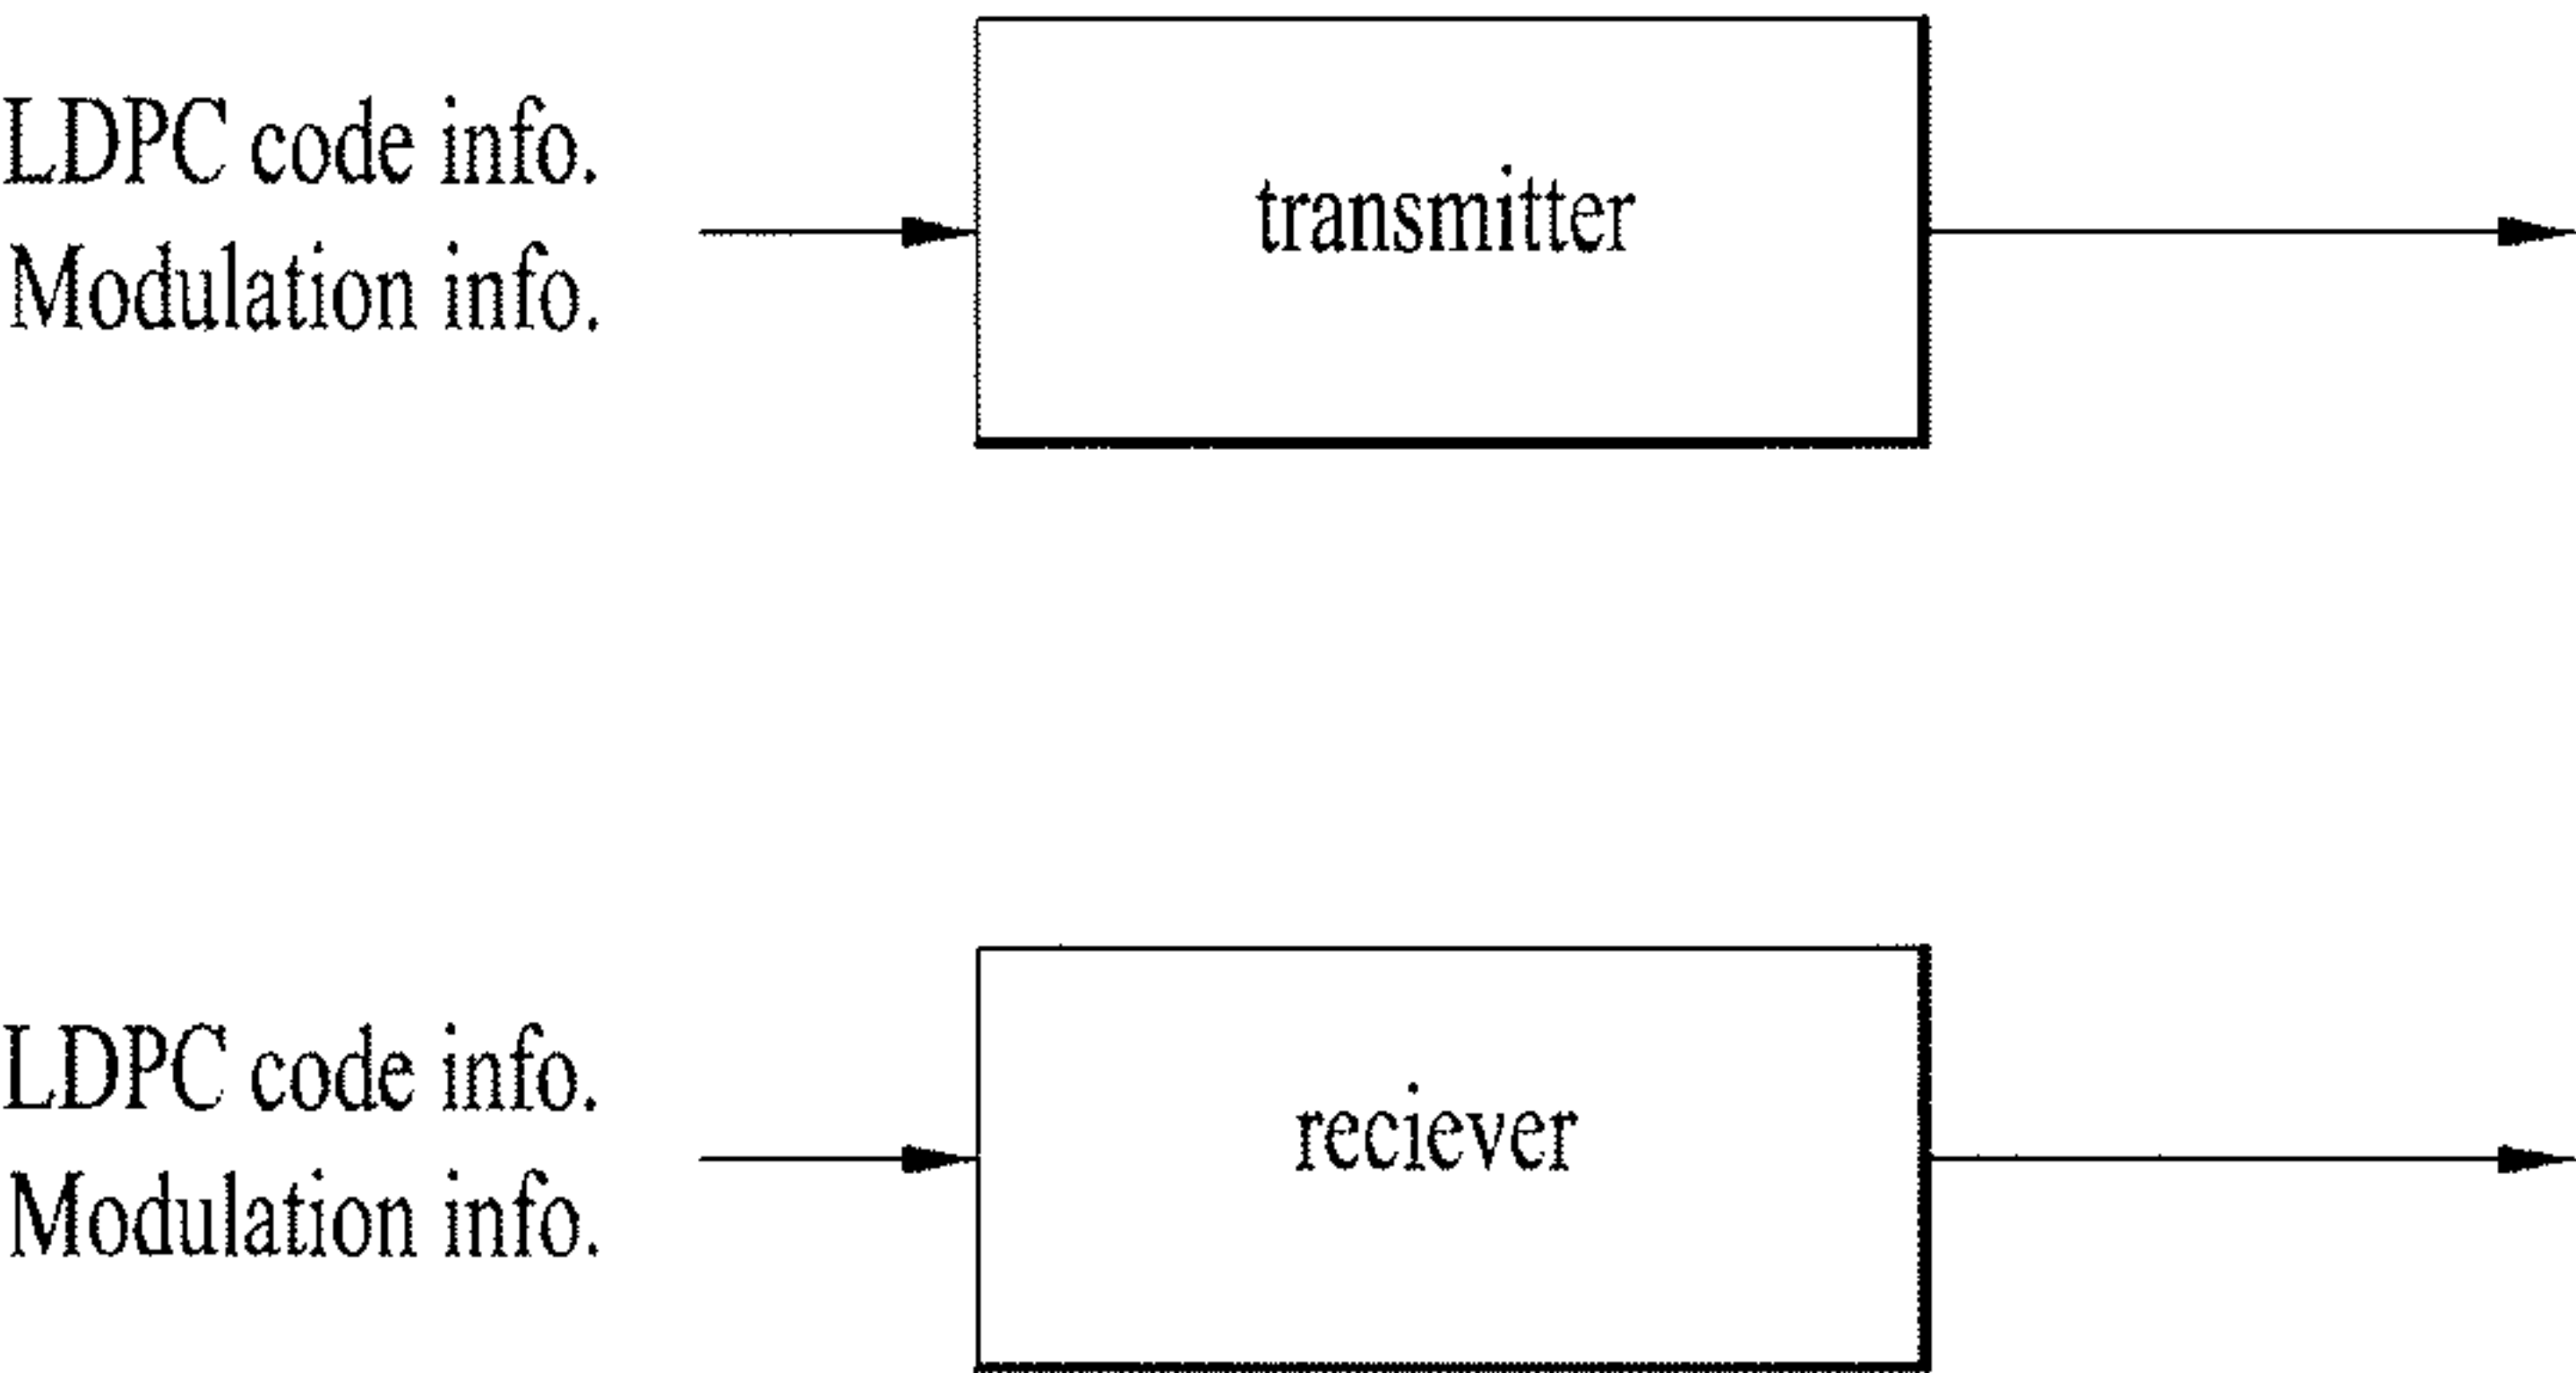 LDPC code info.
Modulation info.
transmitter
LDPC code info.
Modulation info.
reciever